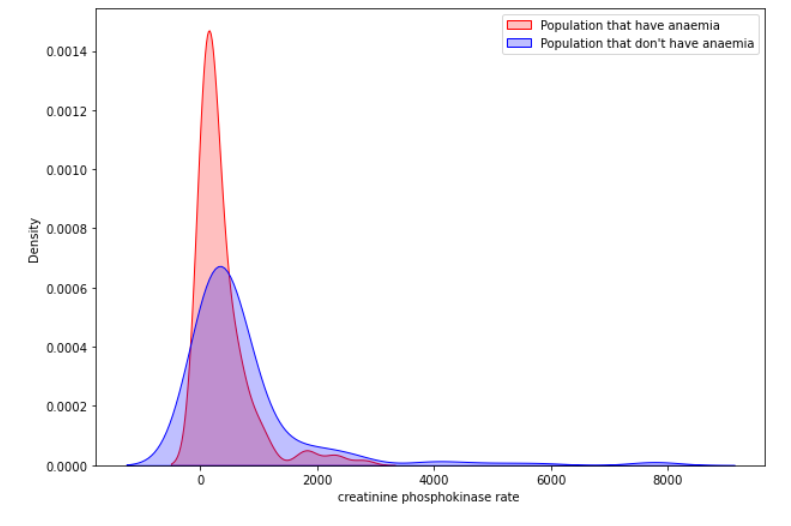 Population that have anaemia
Population that don't have anaemia
0.0014
0.0012
0.0010
0.0008
0.0006
0.0004
0.0002
0.0000
Density
0 2000 4000 6000 8000
creatinine phosphokinase rate